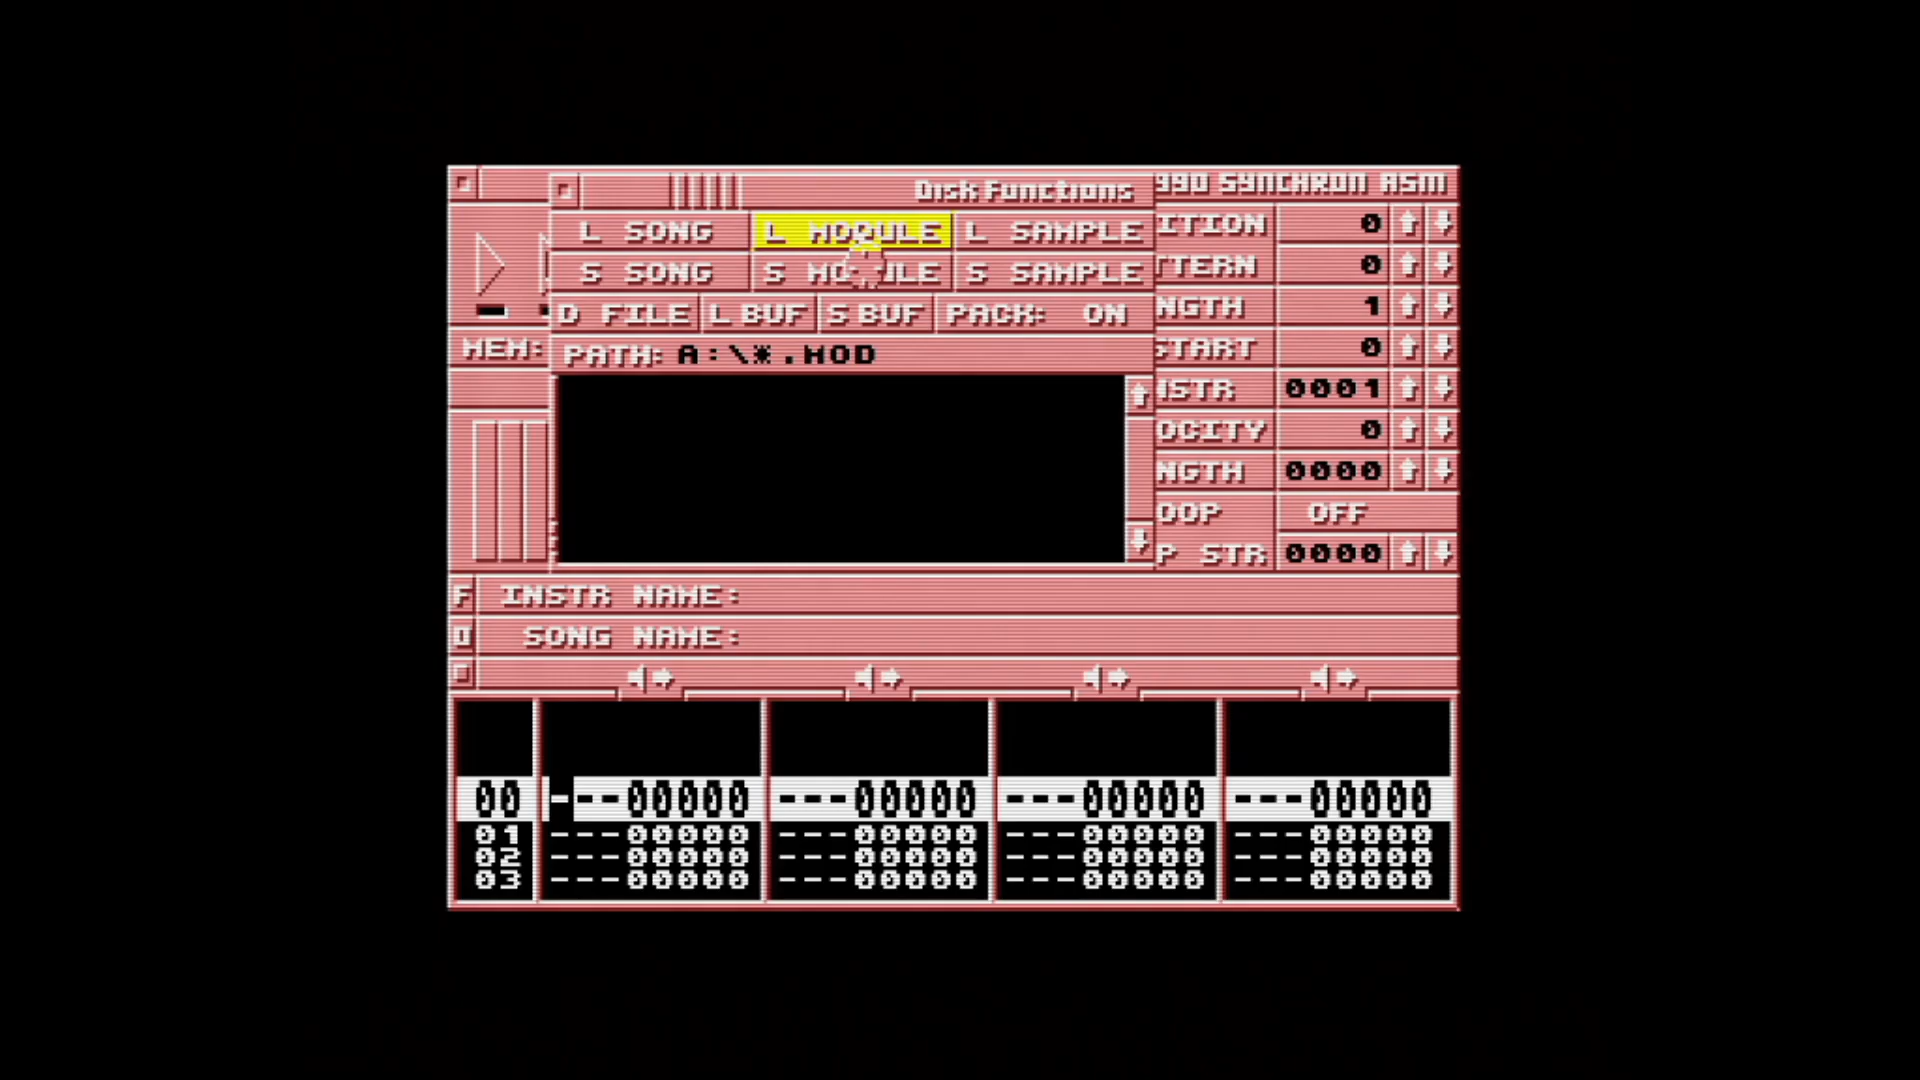 Disk Functions
990 SYNCHRON ASM
L SONG L MODULE L SAMPLE
ITION 0
S SONG S MODULE S SAMPLE
TTERN 0
D FILE L BUF S BUF PACK: ON
NGTH 1
MEM: PATH: A:\*.MOD
START 0
NSTR 0001
OCITY 0
NGTH 0000
OOP OFF
P STR 0000
F INSTR NAME:
SONG NAME:
00 ---00000 ---00000 ---00000 ---00000
01 ---00000 ---00000 ---00000 ---00000
02 ---00000 ---00000 ---00000 ---00000
03 ---00000 ---00000 ---00000 ---00000